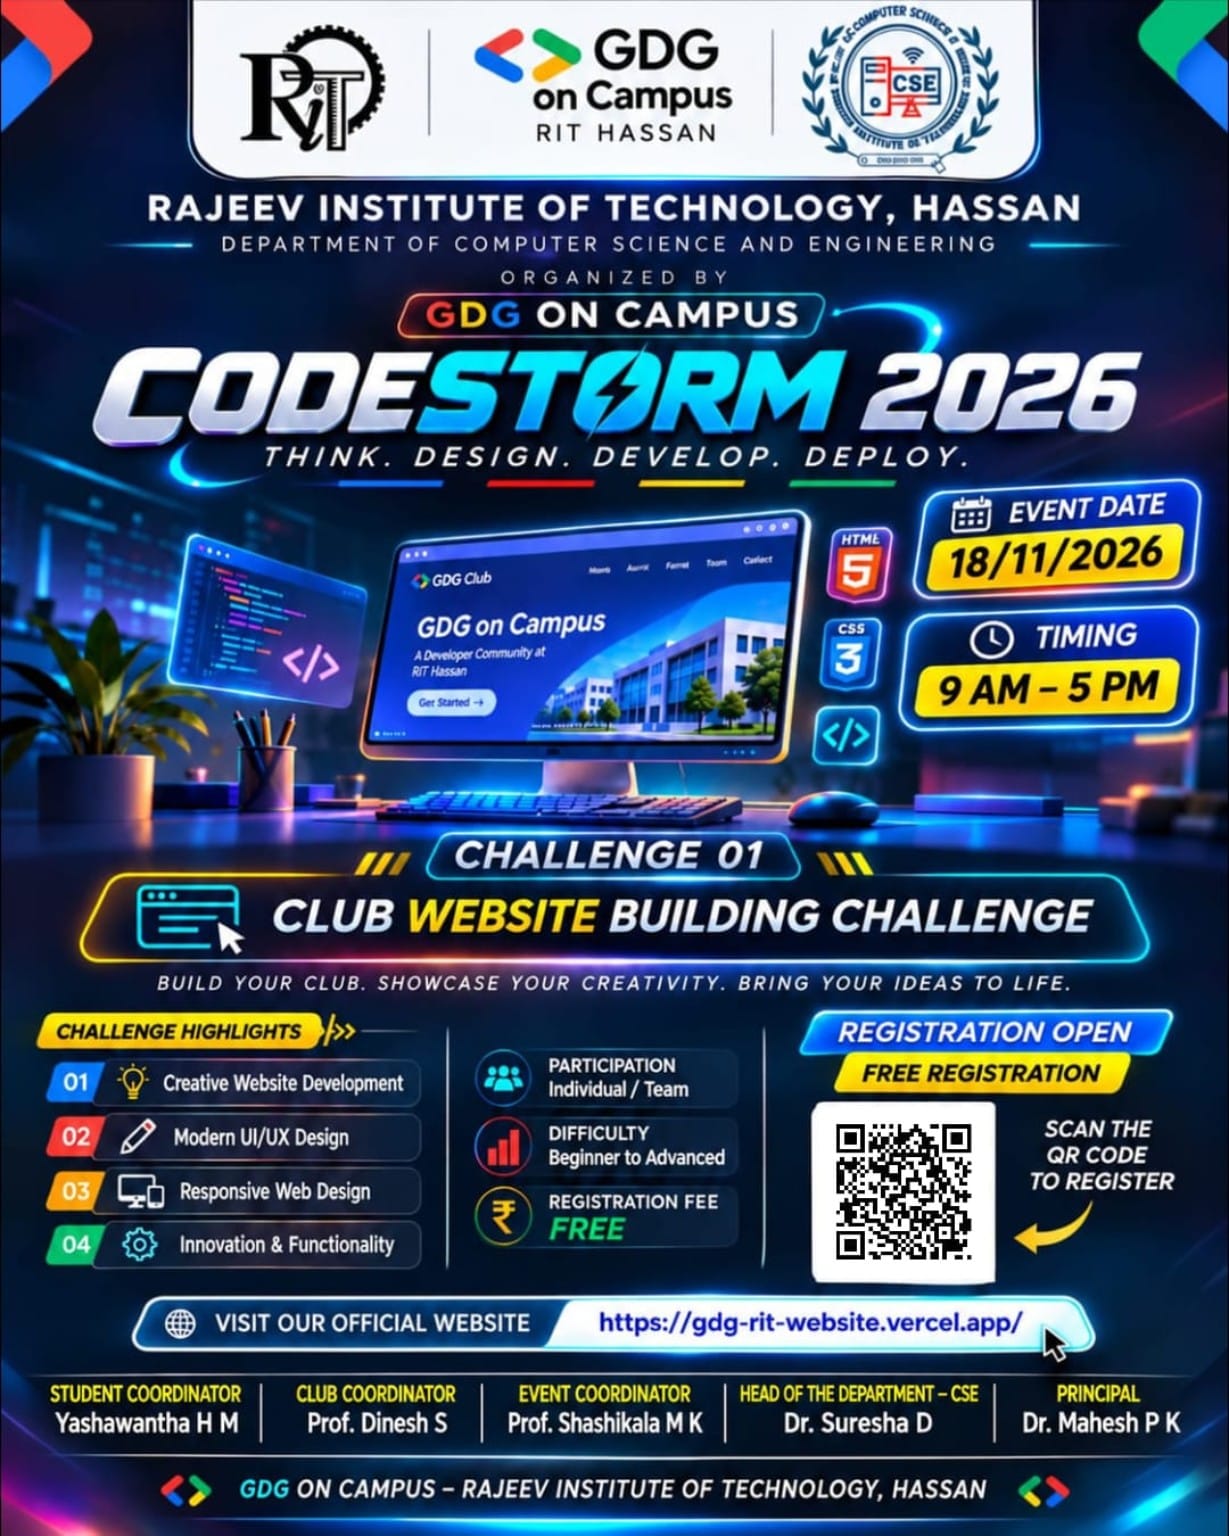 RiT
GDG
on Campus
RIT HASSAN
COMPUTER SCIENCE
CSE
INSTITUTE OF TECHNOLOGY
RAJEEV INSTITUTE OF TECHNOLOGY, HASSAN
DEPARTMENT OF COMPUTER SCIENCE AND ENGINEERING
ORGANIZED BY
GDG ON CAMPUS
CODESTORM 2026
THINK. DESIGN. DEVELOP. DEPLOY.
EVENT DATE
18/11/2026
TIMING
9 AM – 5 PM
HTML
5
CSS
3
</>
</>
GDG Club
Team
GDG on Campus
A Developer Community at
RIT Hassan
Get Started →
CHALLENGE 01
CLUB WEBSITE BUILDING CHALLENGE
BUILD YOUR CLUB. SHOWCASE YOUR CREATIVITY. BRING YOUR IDEAS TO LIFE.
CHALLENGE HIGHLIGHTS
01 Creative Website Development
02 Modern UI/UX Design
03 Responsive Web Design
04 Innovation & Functionality
PARTICIPATION
Individual / Team
DIFFICULTY
Beginner to Advanced
₹
REGISTRATION FEE
FREE
REGISTRATION OPEN
FREE REGISTRATION
SCAN THE
QR CODE
TO REGISTER
VISIT OUR OFFICIAL WEBSITE https://gdg-rit-website.vercel.app/
STUDENT COORDINATOR
Yashawantha H M
CLUB COORDINATOR
Prof. Dinesh S
EVENT COORDINATOR
Prof. Shashikala M K
HEAD OF THE DEPARTMENT – CSE
Dr. Suresha D
PRINCIPAL
Dr. Mahesh P K
GDG ON CAMPUS – RAJEEV INSTITUTE OF TECHNOLOGY, HASSAN